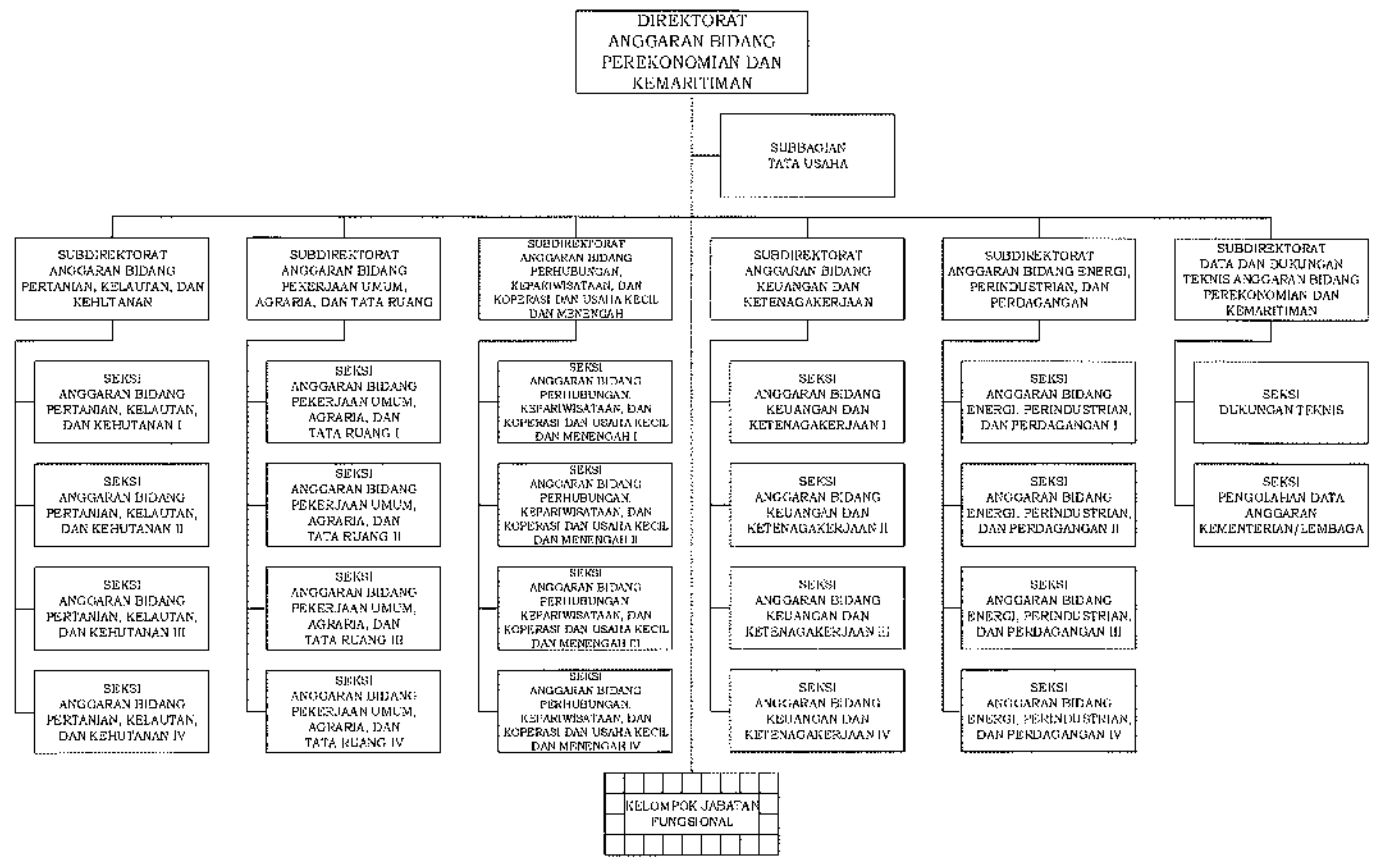 DIREKTORAT
ANGGARAN BIDANG
PEREKONOMIAN DAN
KEMARITIMAN
SUBBAGIAN
TATA USAHA
SUBDIREKTORAT
ANGGARAN BIDANG
PERTANIAN, KELAUTAN, DAN
KEHUTANAN
SEKSI
ANGGARAN BIDANG
PERTANIAN, KELAUTAN,
DAN KEHUTANAN I
SEKSI
ANGGARAN BIDANG
PERTANIAN, KELAUTAN,
DAN KEHUTANAN II
SEKSI
ANGGARAN BIDANG
PERTANIAN, KELAUTAN,
DAN KEHUTANAN III
SEKSI
ANGGARAN BIDANG
PERTANIAN, KELAUTAN,
DAN KEHUTANAN IV
SUBDIREKTORAT
ANGGARAN BIDANG
PEKERJAAN UMUM,
AGRARIA, DAN TATA RUANG
SEKSI
ANGGARAN BIDANG
PEKERJAAN UMUM,
AGRARIA, DAN
TATA RUANG I
SEKSI
ANGGARAN BIDANG
PEKERJAAN UMUM,
AGRARIA, DAN
TATA RUANG II
SEKSI
ANGGARAN BIDANG
PEKERJAAN UMUM,
AGRARIA, DAN
TATA RUANG III
SEKSI
ANGGARAN BIDANG
PEKERJAAN UMUM,
AGRARIA, DAN
TATA RUANG IV
SUBDIREKTORAT
ANGGARAN BIDANG
PERHUBUNGAN,
KEPARIWISATAAN, DAN
KOPERASI DAN USAHA KECIL
DAN MENENGAH
SEKSI
ANGGARAN BIDANG
PERHUBUNGAN,
KEPARIWISATAAN, DAN
KOPERASI DAN USAHA KECIL
DAN MENENGAH I
SEKSI
ANGGARAN BIDANG
PERHUBUNGAN,
KEPARIWISATAAN, DAN
KOPERASI DAN USAHA KECIL
DAN MENENGAH II
SEKSI
ANGGARAN BIDANG
PERHUBUNGAN,
KEPARIWISATAAN, DAN
KOPERASI DAN USAHA KECIL
DAN MENENGAH III
SEKSI
ANGGARAN BIDANG
PERHUBUNGAN,
KEPARIWISATAAN, DAN
KOPERASI DAN USAHA KECIL
DAN MENENGAH IV
SUBDIREKTORAT
ANGGARAN BIDANG
KEUANGAN DAN
KETENAGAKERJAAN
SEKSI
ANGGARAN BIDANG
KEUANGAN DAN
KETENAGAKERJAAN I
SEKSI
ANGGARAN BIDANG
KEUANGAN DAN
KETENAGAKERJAAN II
SEKSI
ANGGARAN BIDANG
KEUANGAN DAN
KETENAGAKERJAAN III
SEKSI
ANGGARAN BIDANG
KEUANGAN DAN
KETENAGAKERJAAN IV
SUBDIREKTORAT
ANGGARAN BIDANG ENERGI,
PERINDUSTRIAN, DAN
PERDAGANGAN
SEKSI
ANGGARAN BIDANG
ENERGI, PERINDUSTRIAN,
DAN PERDAGANGAN I
SEKSI
ANGGARAN BIDANG
ENERGI, PERINDUSTRIAN,
DAN PERDAGANGAN II
SEKSI
ANGGARAN BIDANG
ENERGI, PERINDUSTRIAN,
DAN PERDAGANGAN III
SEKSI
ANGGARAN BIDANG
ENERGI, PERINDUSTRIAN,
DAN PERDAGANGAN IV
SUBDIREKTORAT
DATA DAN DUKUNGAN
TEKNIS ANGGARAN BIDANG
PEREKONOMIAN DAN
KEMARITIMAN
SEKSI
DUKUNGAN TEKNIS
SEKSI
PENGOLAHAN DATA
ANGGARAN
KEMENTERIAN/LEMBAGA
KELOMPOK JABATAN
FUNGSIONAL